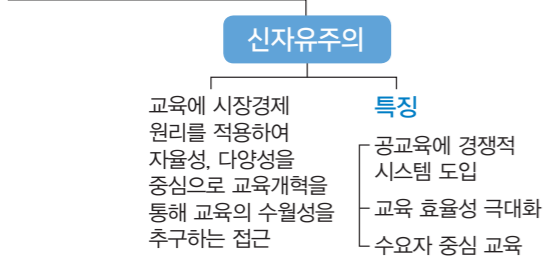 신자유주의
교육에 시장경제
원리를 적용하여
자율성, 다양성을
중심으로 교육개혁을
통해 교육의 수월성을
추구하는 접근
특징
공교육에 경쟁적
시스템 도입
교육 효율성 극대화
수요자 중심 교육